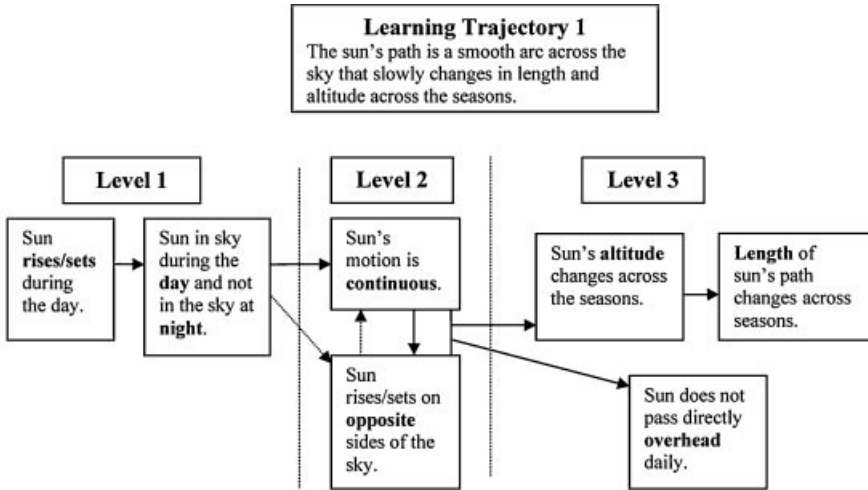 Learning Trajectory 1
The sun's path is a smooth arc across the
sky that slowly changes in length and
altitude across the seasons.
Level 1
Level 2
Level 3
Sun
rises/sets
during
the day.
Sun in sky
during the
day and not
in the sky at
night.
Sun's
motion is
continuous.
Sun
rises/sets on
opposite
sides of the
sky.
Sun's altitude
changes across
the seasons.
Length of
sun's path
changes across
seasons.
Sun does not
pass directly
overhead
daily.